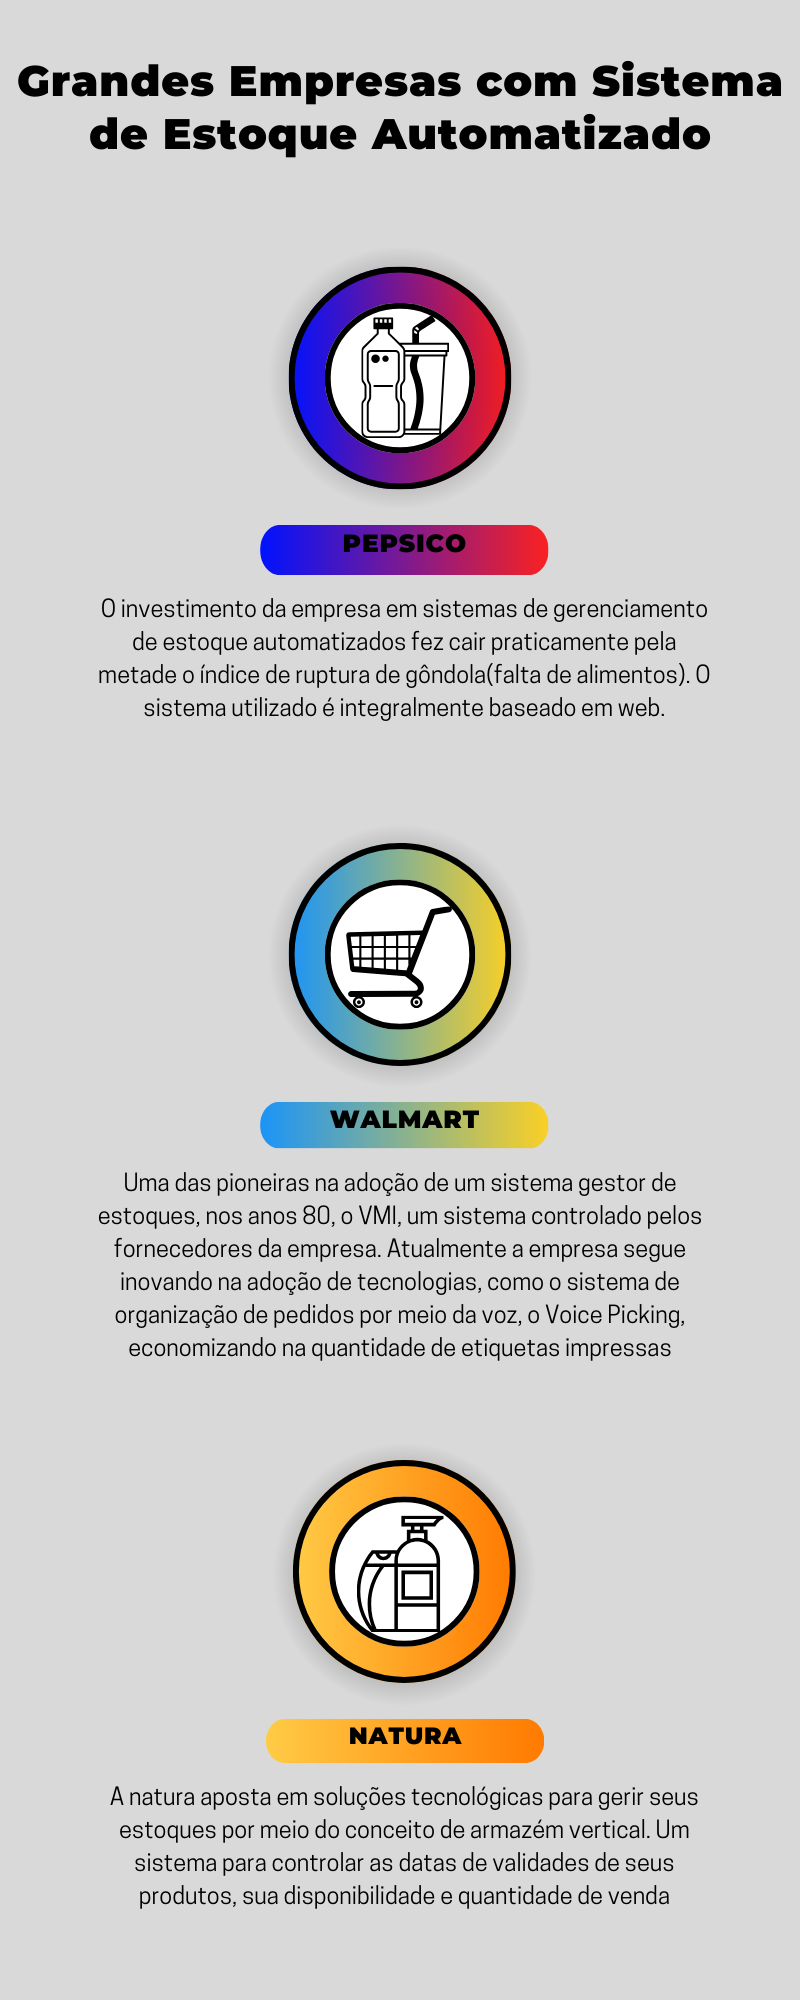 Grandes Empresas com Sistema
de Estoque Automatizado
PEPSICO
O investimento da empresa em sistemas de gerenciamento
de estoque automatizados fez cair praticamente pela
metade o índice de ruptura de gôndola(falta de alimentos). O
sistema utilizado é integralmente baseado em web.
WALMART
Uma das pioneiras na adoção de um sistema gestor de
estoques, nos anos 80, o VMI, um sistema controlado pelos
fornecedores da empresa. Atualmente a empresa segue
inovando na adoção de tecnologias, como o sistema de
organização de pedidos por meio da voz, o Voice Picking,
economizando na quantidade de etiquetas impressas
NATURA
A natura aposta em soluções tecnológicas para gerir seus
estoques por meio do conceito de armazém vertical. Um
sistema para controlar as datas de validades de seus
produtos, sua disponibilidade e quantidade de venda